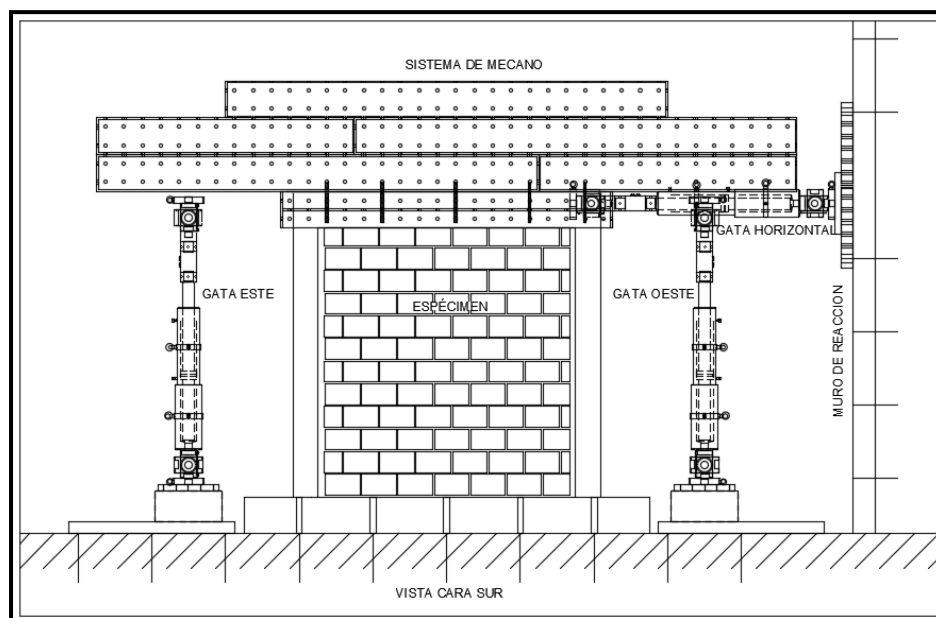 SISTEMA DE MECANO
GATA HORIZONTAL
GATA ESTE
ESPÉCIMEN
GATA OESTE
MURO DE REACCION
VISTA CARA SUR